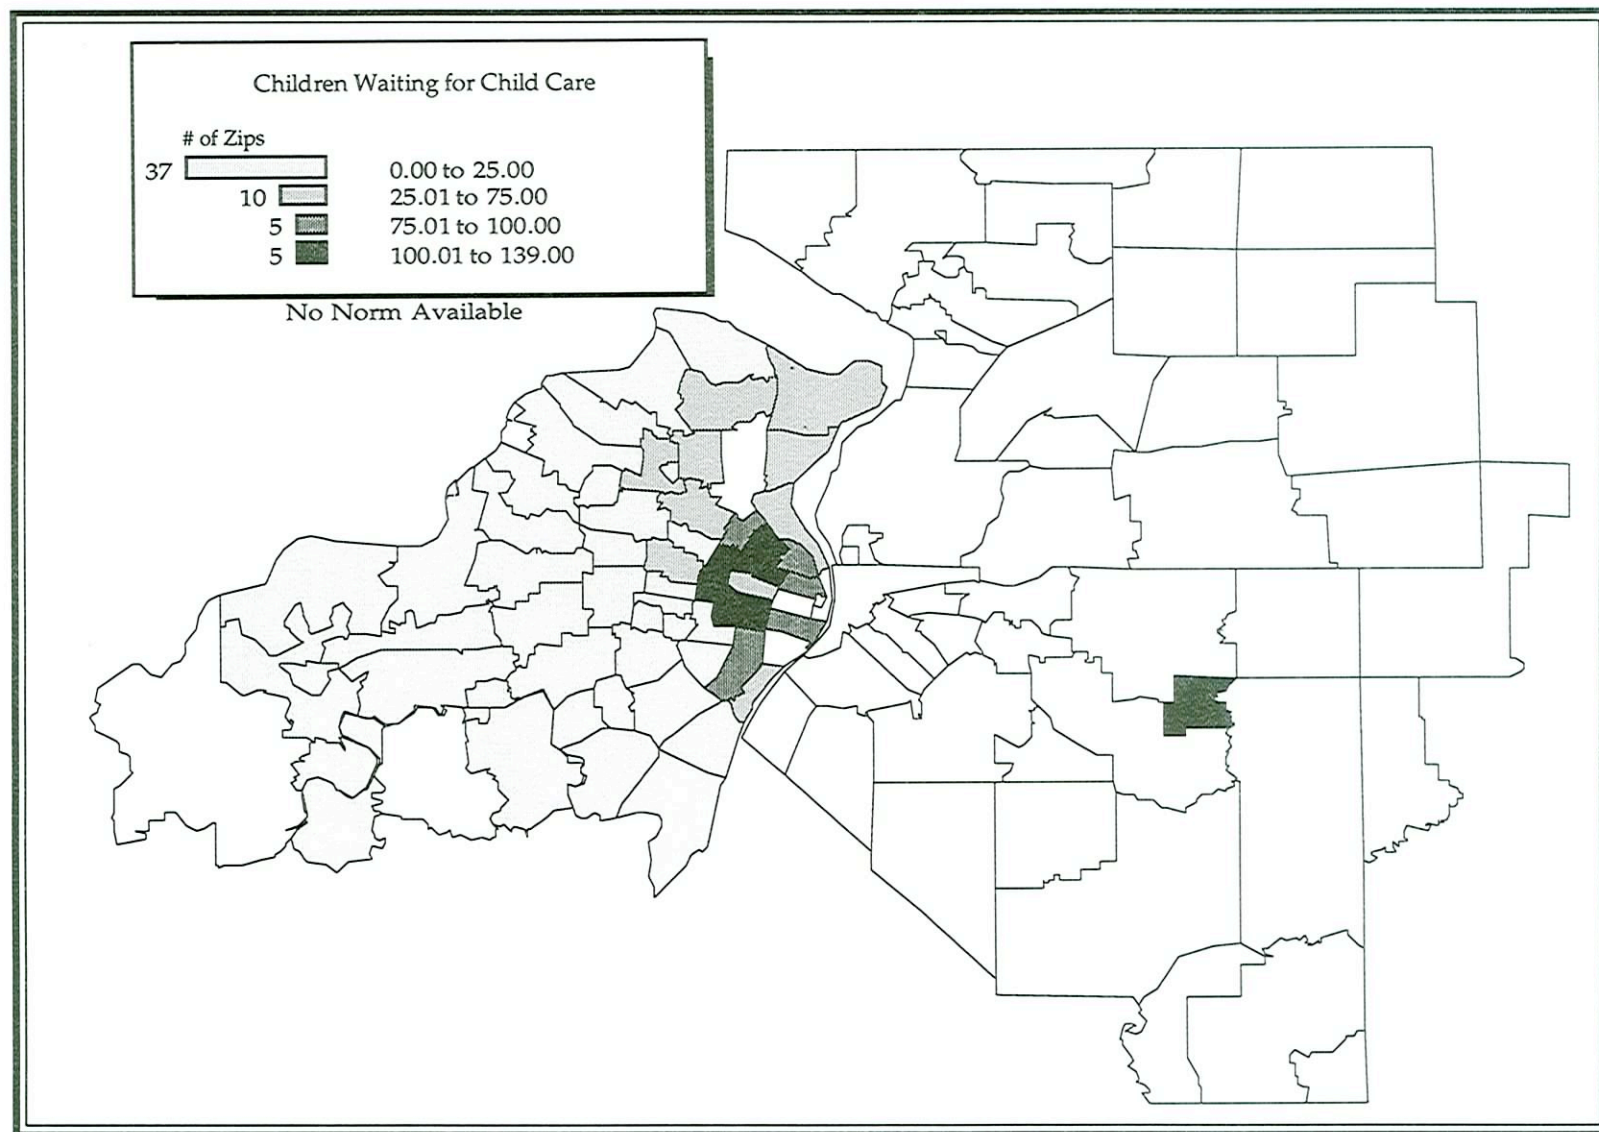 Children Waiting for Child Care
# of Zips
37 0.00 to 25.00
10 25.01 to 75.00
5 75.01 to 100.00
5 100.01 to 139.00
No Norm Available